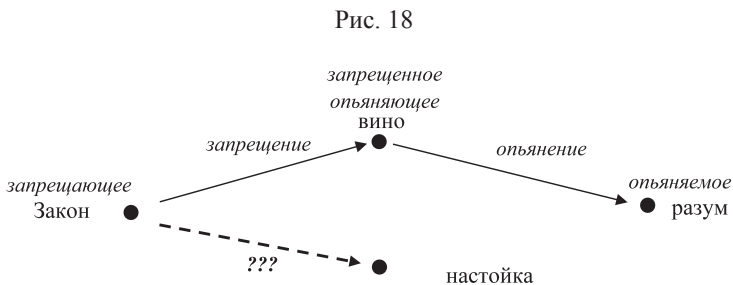 Рис. 18
запрещенное
опьяняющее
вино
запрещение
опьянение
запрещающее
Закон
опьяняемое
разум
???
настойка